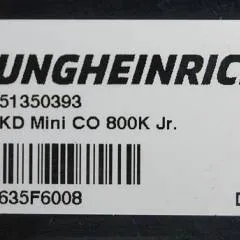 UNGHEINRIC
51350393
KD Mini CO 800K Jr.
635F6008